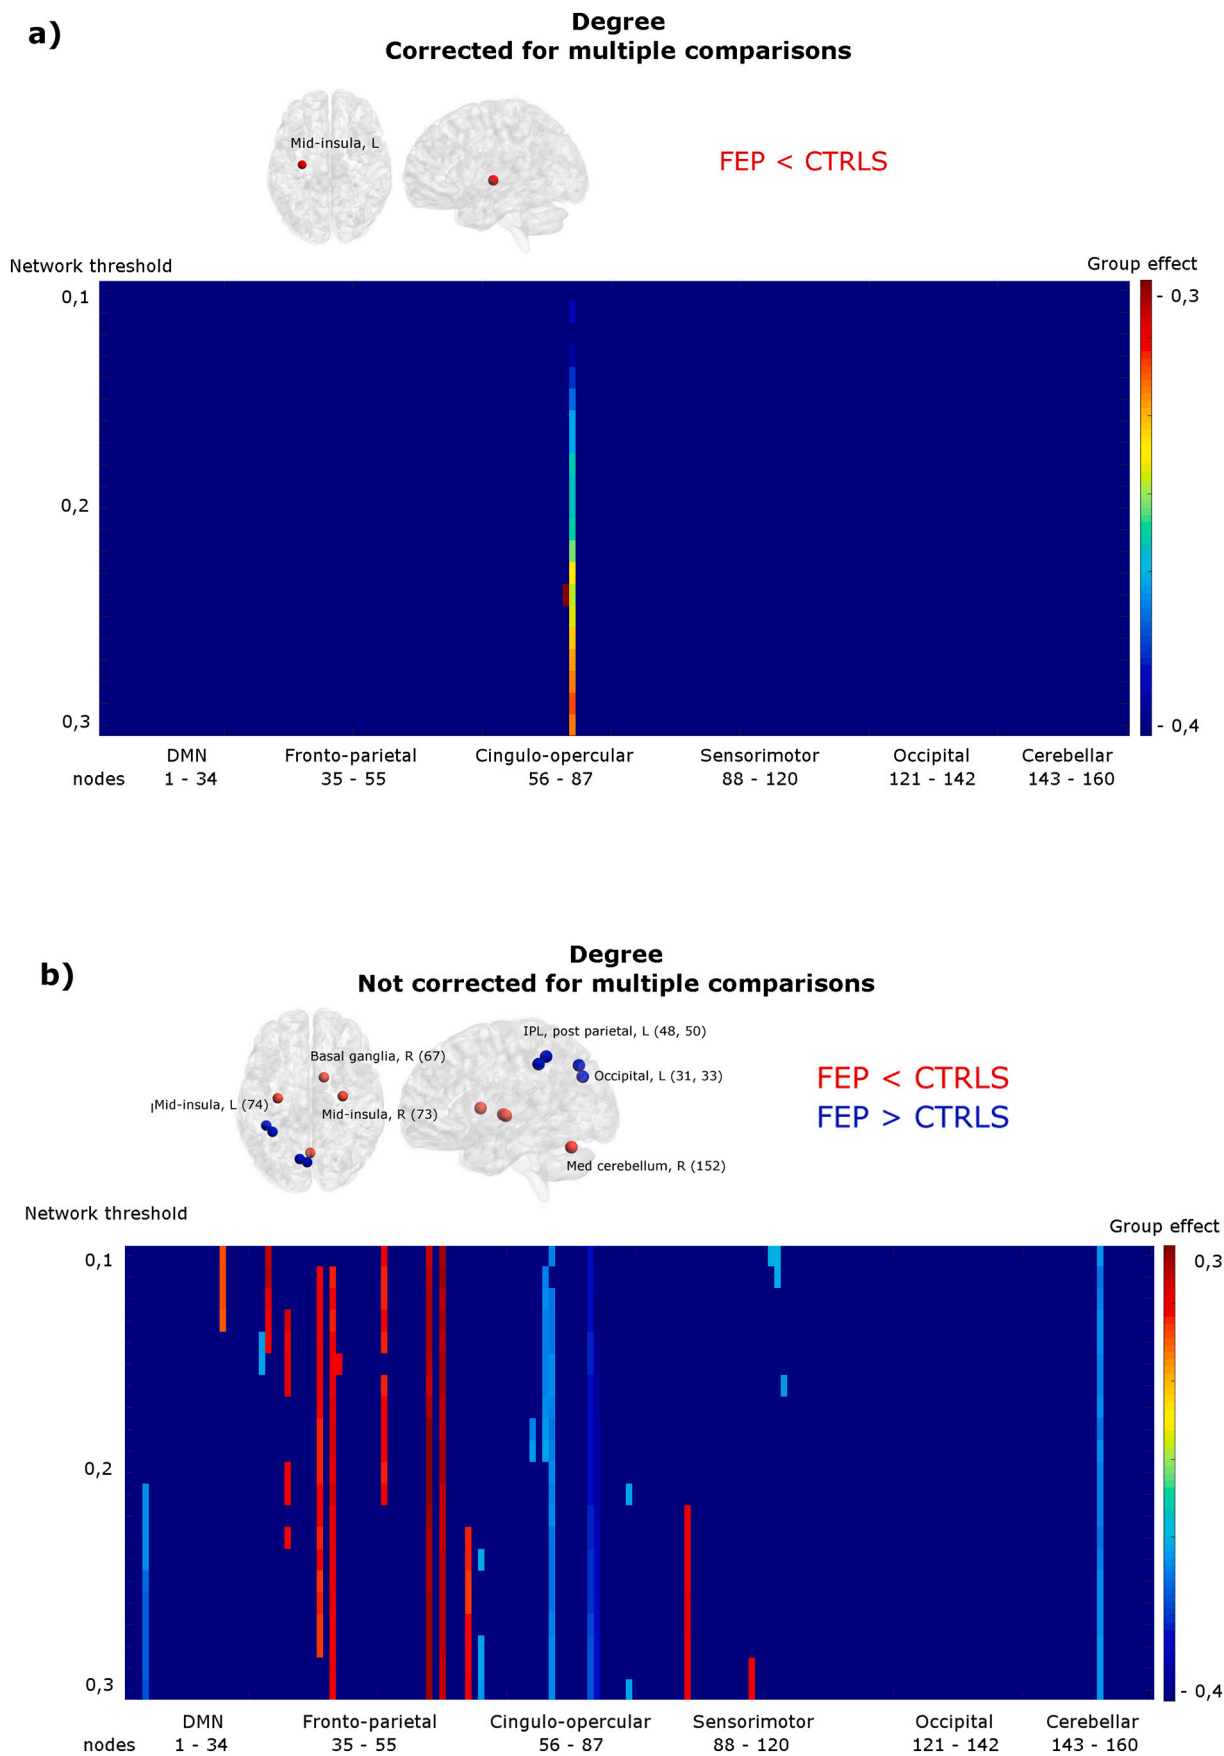 a)
Degree
Corrected for multiple comparisons
Mid-insula, L
FEP < CTRLS
Network threshold
Group effect
0,1
- 0,3
0,2
0,3
- 0,4
DMN Fronto-parietal Cingulo-opercular Sensorimotor Occipital Cerebellar
nodes 1 - 34 35 - 55 56 - 87 88 - 120 121 - 142 143 - 160
b)
Degree
Not corrected for multiple comparisons
IPL, post parietal, L (48, 50)
Basal ganglia, R (67)
Occipital, L (31, 33)
FEP < CTRLS
Mid-insula, L (74)
Mid-insula, R (73)
FEP > CTRLS
Med cerebellum, R (152)
Network threshold
Group effect
0,1
0,3
0,2
0,3
- 0,4
DMN Fronto-parietal Cingulo-opercular Sensorimotor Occipital Cerebellar
nodes 1 - 34 35 - 55 56 - 87 88 - 120 121 - 142 143 - 160